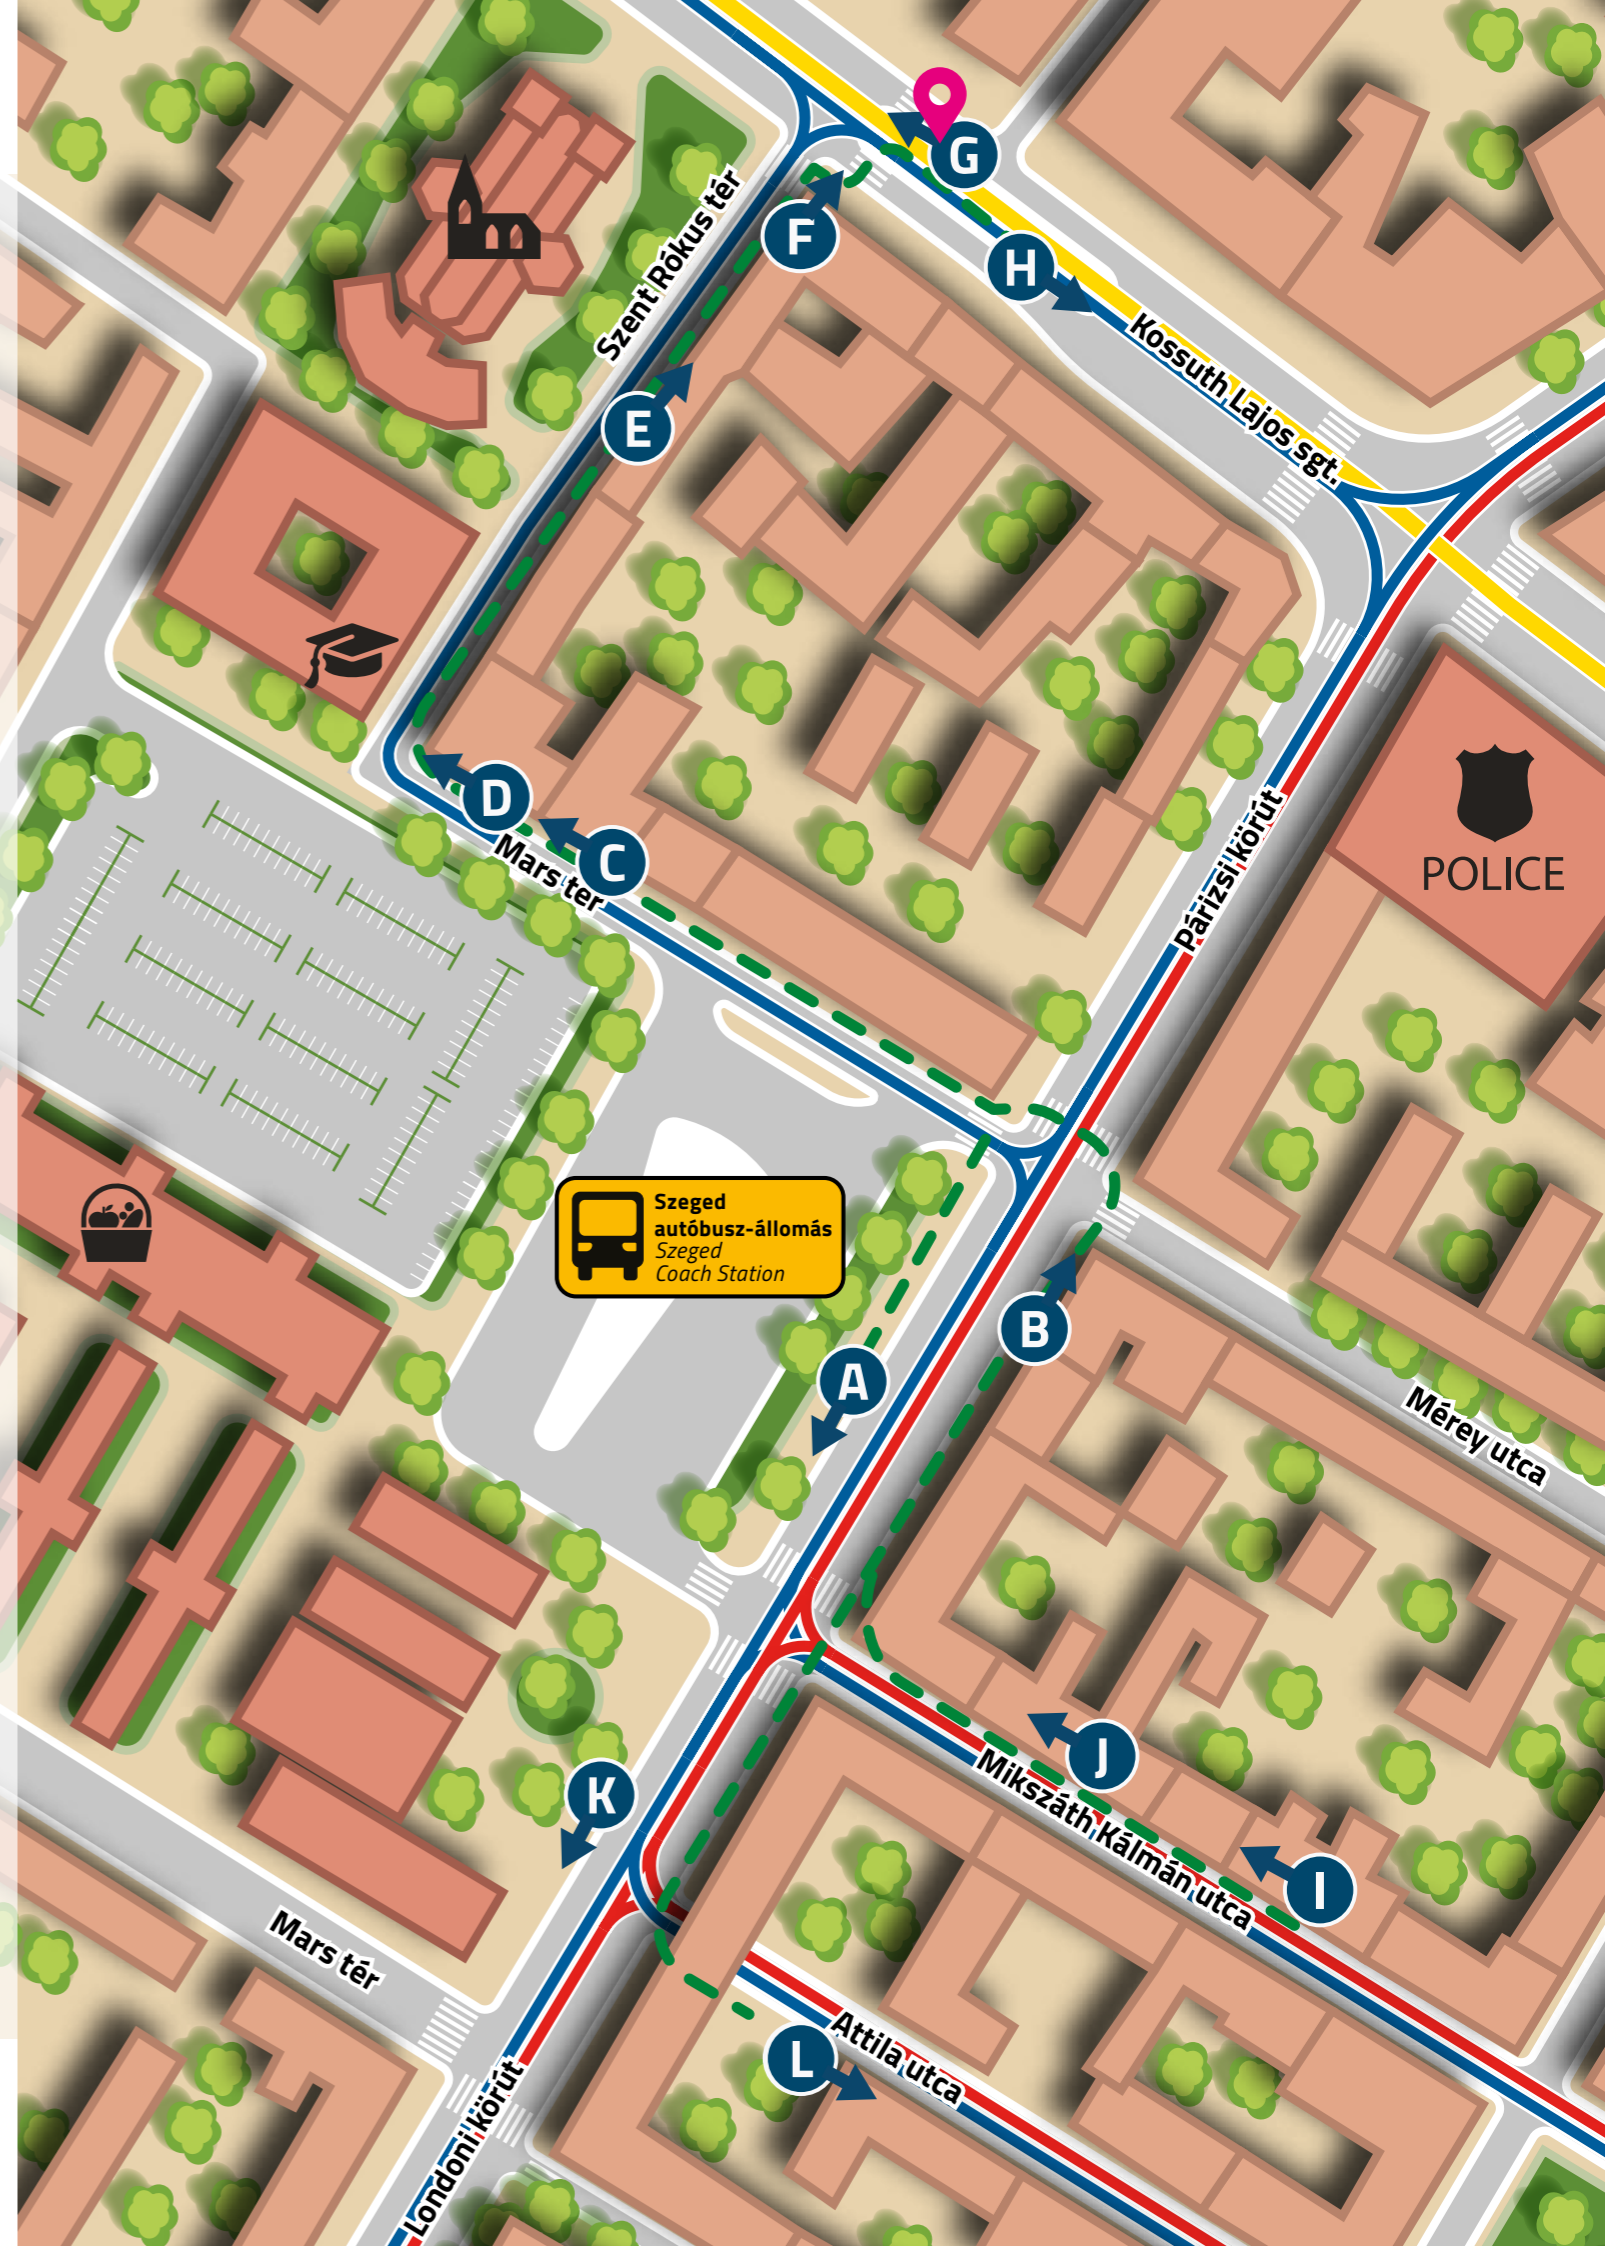 G
Szent Rókus tér
F
H
Kossuth Lajos sgt.
E
D
C
Mars tér
Párizsi körút
POLICE
Szeged
autóbusz-állomás
Szeged
Coach Station
B
A
Mérey utca
J
Mikszáth Kálmán utca
I
K
Mars tér
L
Attila utca
Londoni körút